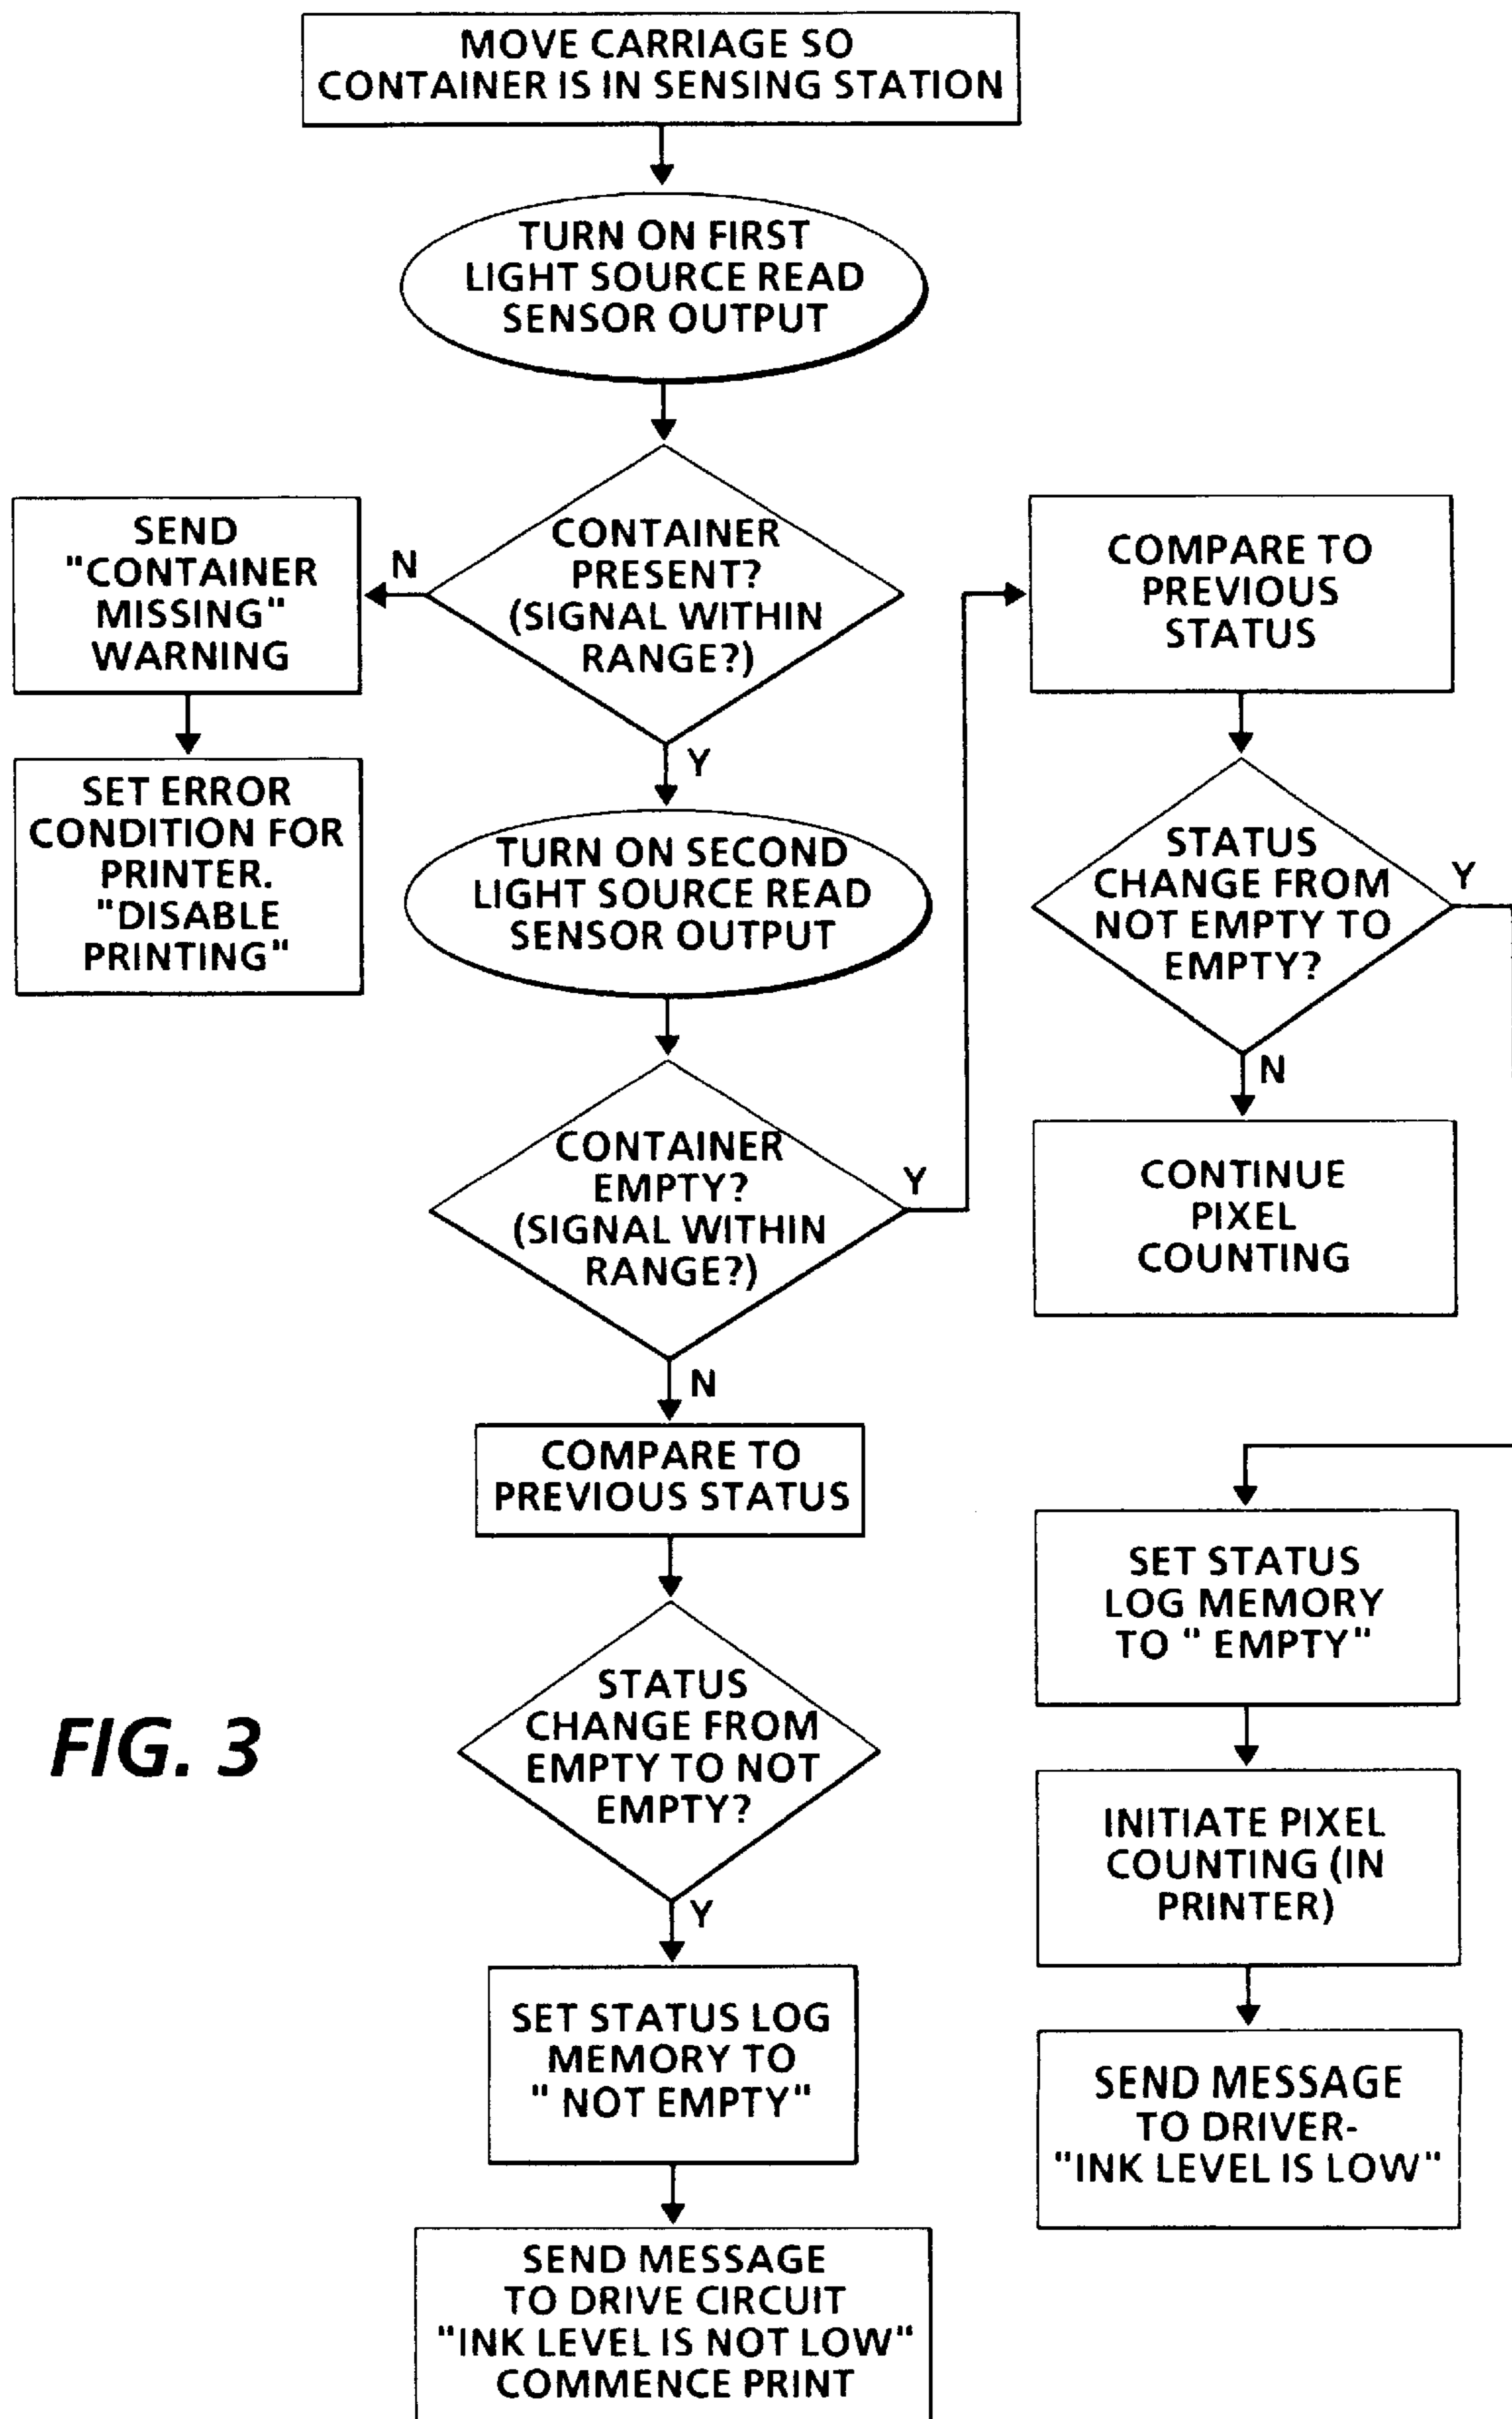 MOVE CARRIAGE SO
CONTAINER IS IN SENSING STATION
TURN ON FIRST
LIGHT SOURCE READ
SENSOR OUTPUT
CONTAINER
PRESENT?
(SIGNAL WITHIN
RANGE?)
N
SEND
"CONTAINER
MISSING"
WARNING
SET ERROR
CONDITION FOR
PRINTER.
"DISABLE
PRINTING"
Y
TURN ON SECOND
LIGHT SOURCE READ
SENSOR OUTPUT
CONTAINER
EMPTY?
(SIGNAL WITHIN
RANGE?)
Y
COMPARE TO
PREVIOUS
STATUS
STATUS
CHANGE FROM
NOT EMPTY TO
EMPTY?
Y
N
CONTINUE
PIXEL
COUNTING
N
COMPARE TO
PREVIOUS STATUS
STATUS
CHANGE FROM
EMPTY TO NOT
EMPTY?
Y
SET STATUS LOG
MEMORY TO
" NOT EMPTY"
SEND MESSAGE
TO DRIVE CIRCUIT
"INK LEVEL IS NOT LOW"
COMMENCE PRINT
SET STATUS
LOG MEMORY
TO " EMPTY"
INITIATE PIXEL
COUNTING (IN
PRINTER)
SEND MESSAGE
TO DRIVER-
"INK LEVEL IS LOW"
FIG. 3